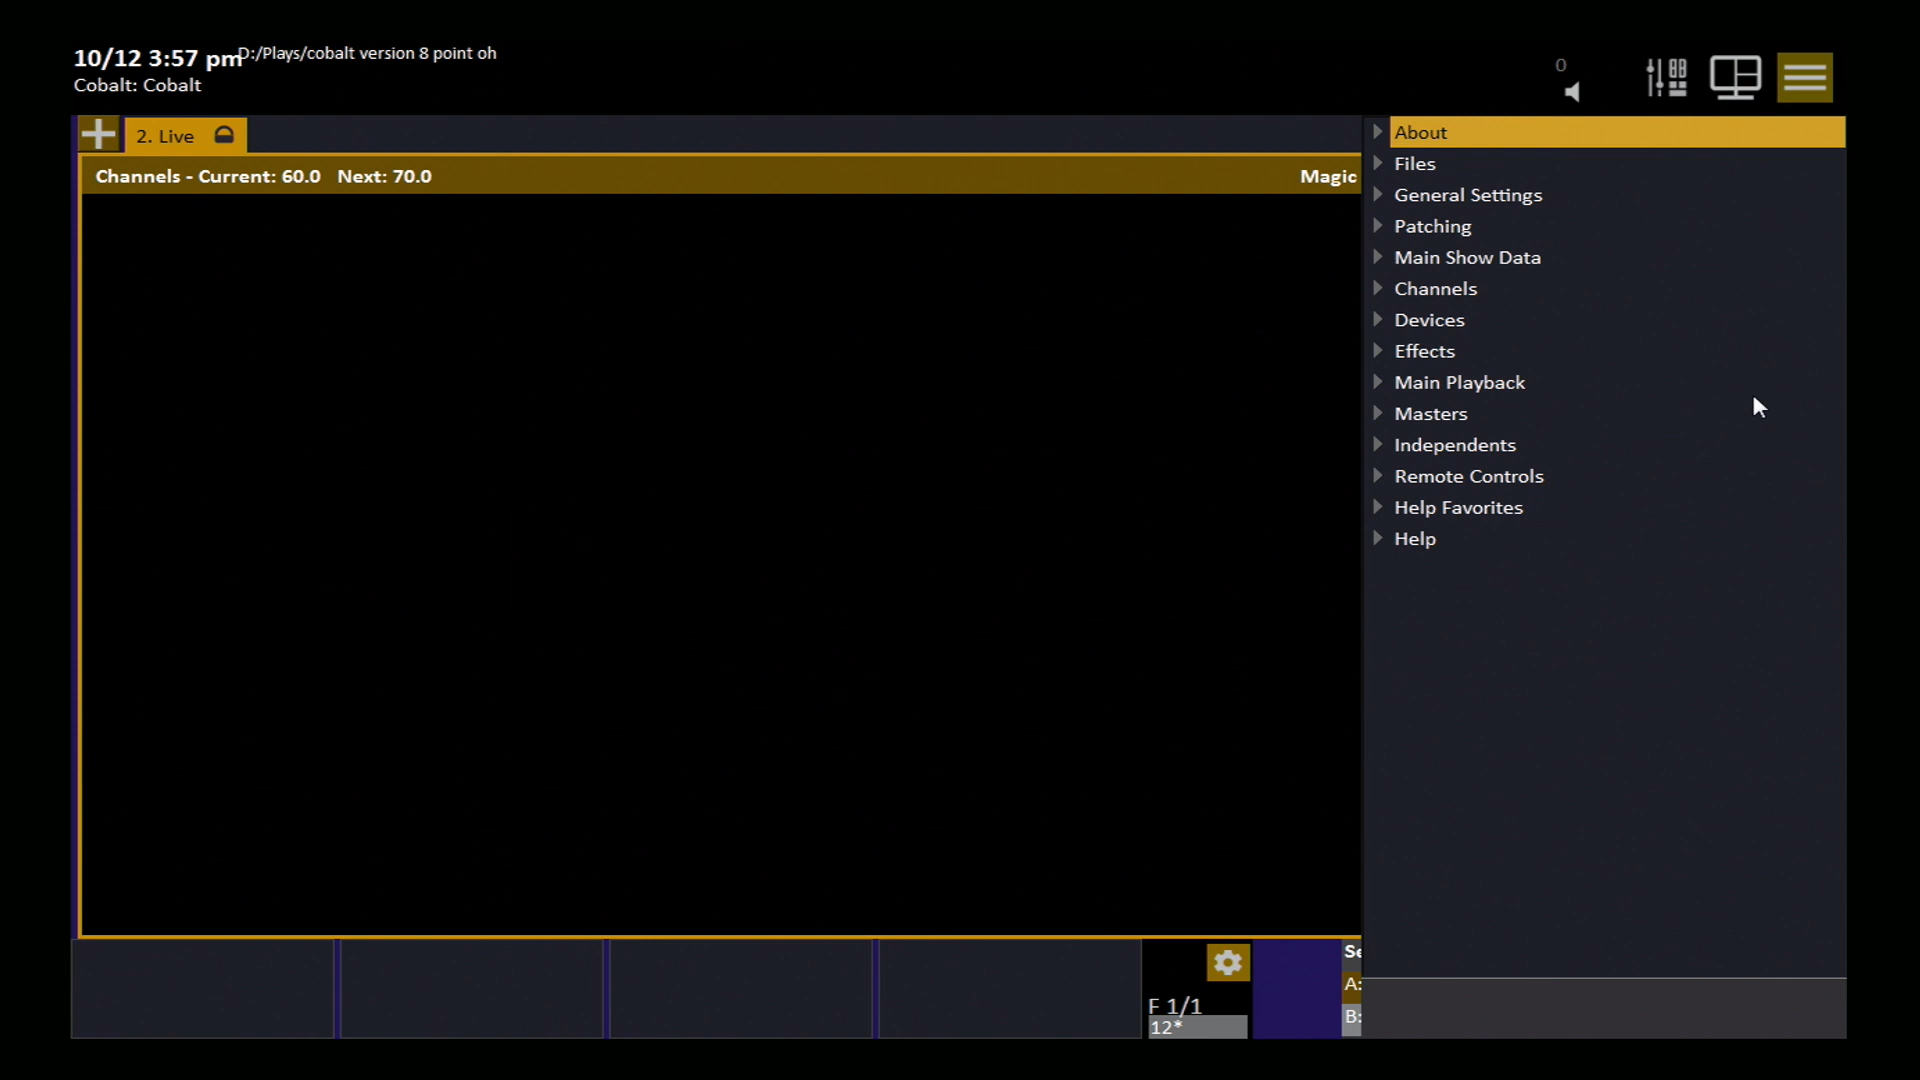 10/12 3:57 pm D:/Plays/cobalt version 8 point oh
Cobalt: Cobalt
0
2. Live
Channels - Current: 60.0 Next: 70.0 Magic
About
Files
General Settings
Patching
Main Show Data
Channels
Devices
Effects
Main Playback
Masters
Independents
Remote Controls
Help Favorites
Help
F 1/1
12*
Se
A:
B: